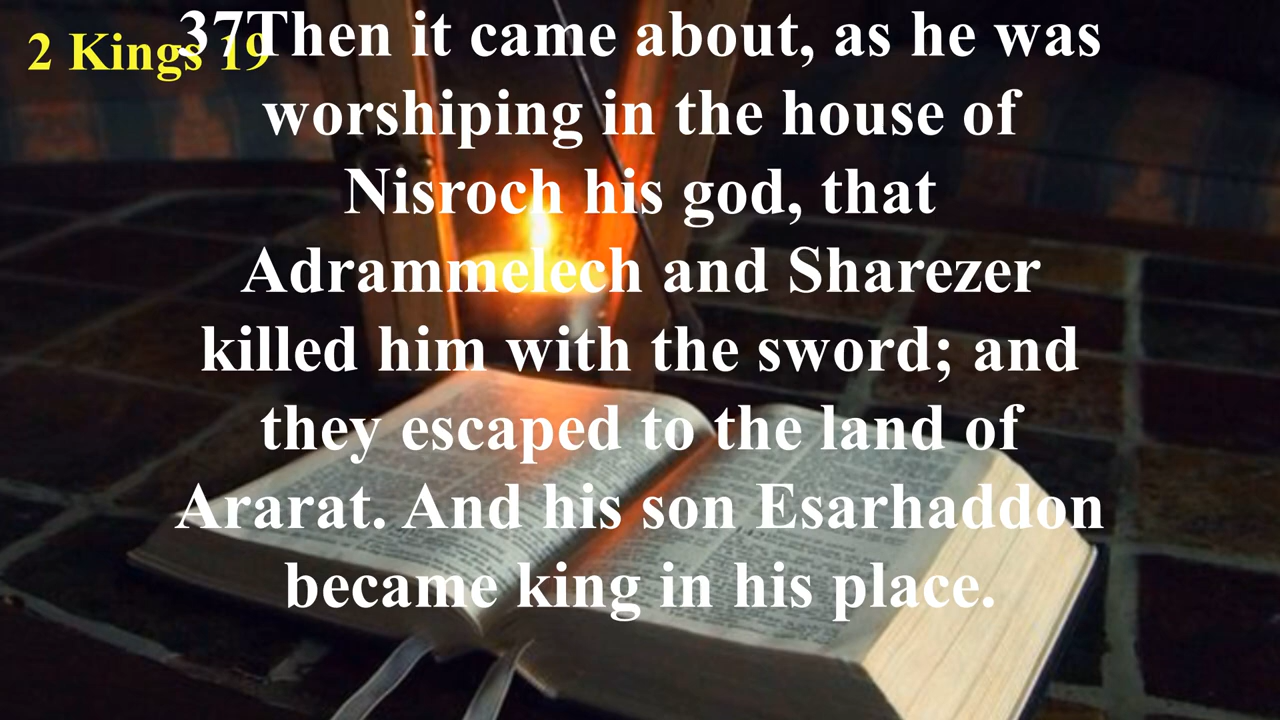 2 Kings 19
37Then it came about, as he was
worshiping in the house of
Nisroch his god, that
Adrammelech and Sharezer
killed him with the sword; and
they escaped to the land of
Ararat. And his son Esarhaddon
became king in his place.